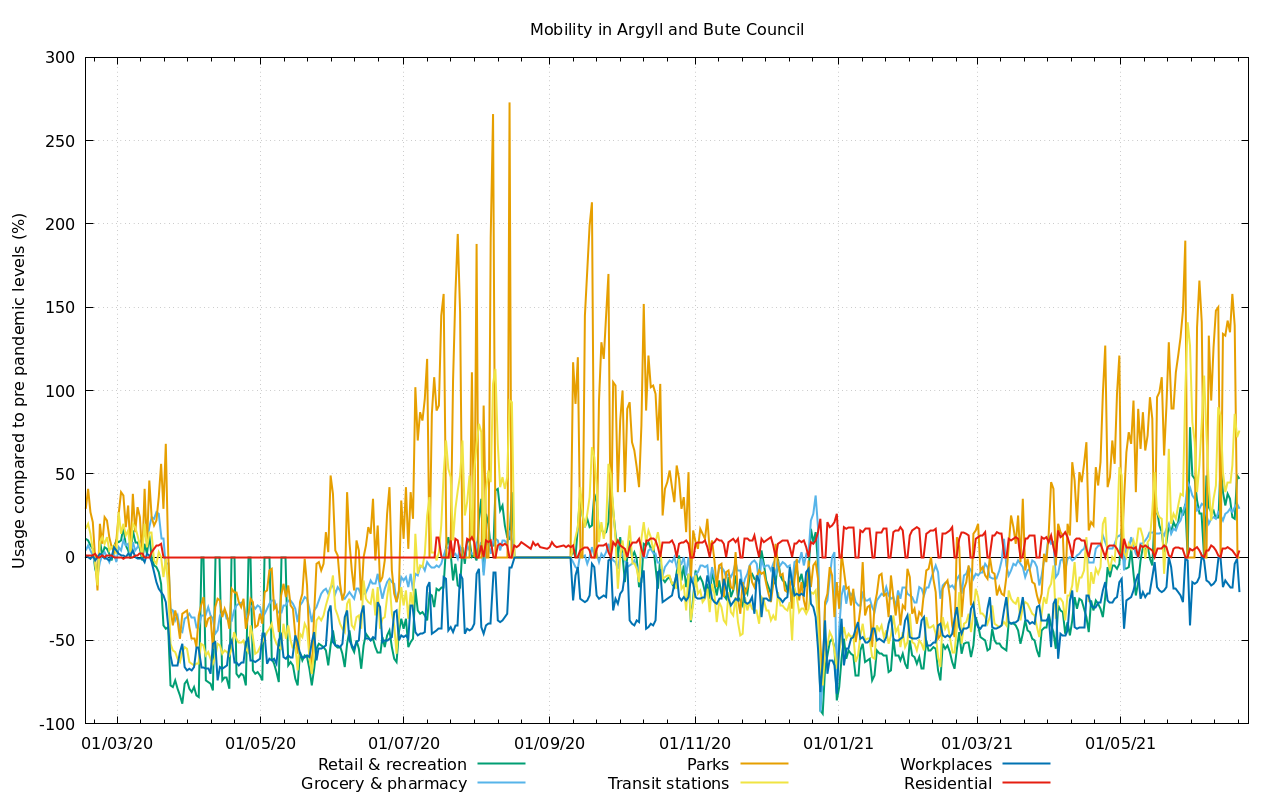 Mobility in Argyll and Bute Council
300
250
200
150
100
50
0
-50
-100
Usage compared to pre pandemic levels (%)
01/03/20 01/05/20 01/07/20 01/09/20 01/11/20 01/01/21 01/03/21 01/05/21
Retail & recreation Parks Workplaces
Grocery & pharmacy Transit stations Residential